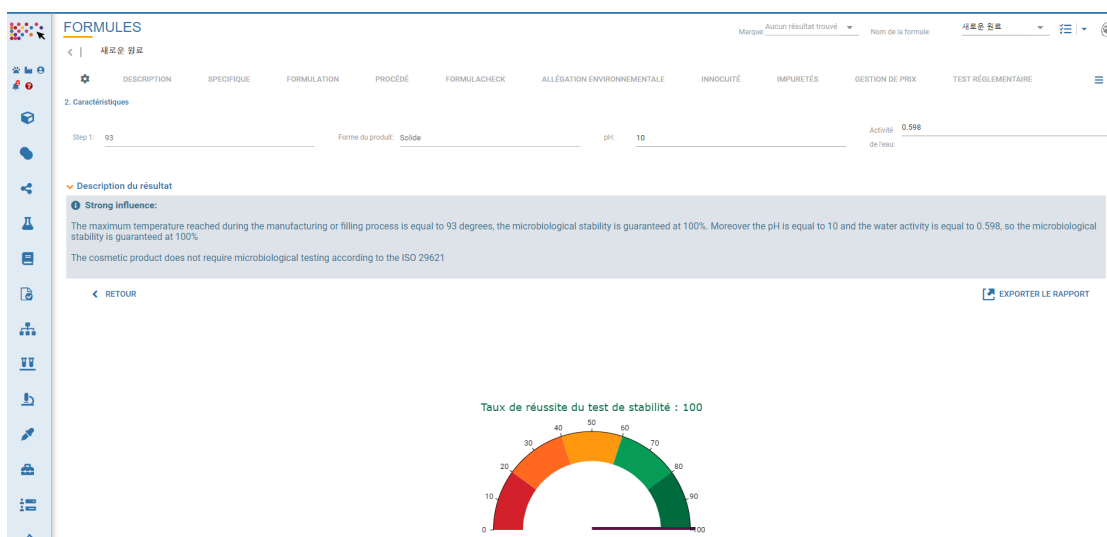 FORMULES
Marque: Aucun résultat trouvé
Nom de la formule: 새로운 원료
새로운 원료
DESCRIPTION SPECIFIQUE FORMULATION PROCÉDÉ FORMULACHECK ALLÉGATION ENVIRONNEMENTALE INNOCUITÉ IMPURETÉS GESTION DE PRIX TEST RÉGLEMENTAIRE
2. Caractéristiques
Step 1: 93
Forme du produit: Solide
pH: 10
Activité de l'eau: 0.598
Description du résultat
Strong influence:
The maximum temperature reached during the manufacturing or filling process is equal to 93 degrees, the microbiological stability is guaranteed at 100%. Moreover the pH is equal to 10 and the water activity is equal to 0.598, so the microbiological
stability is guaranteed at 100%
The cosmetic product does not require microbiological testing according to the ISO 29621
RETOUR
EXPORTER LE RAPPORT
Taux de réussite du test de stabilité : 100
0
10
20
30
40
50
60
70
80
90
100